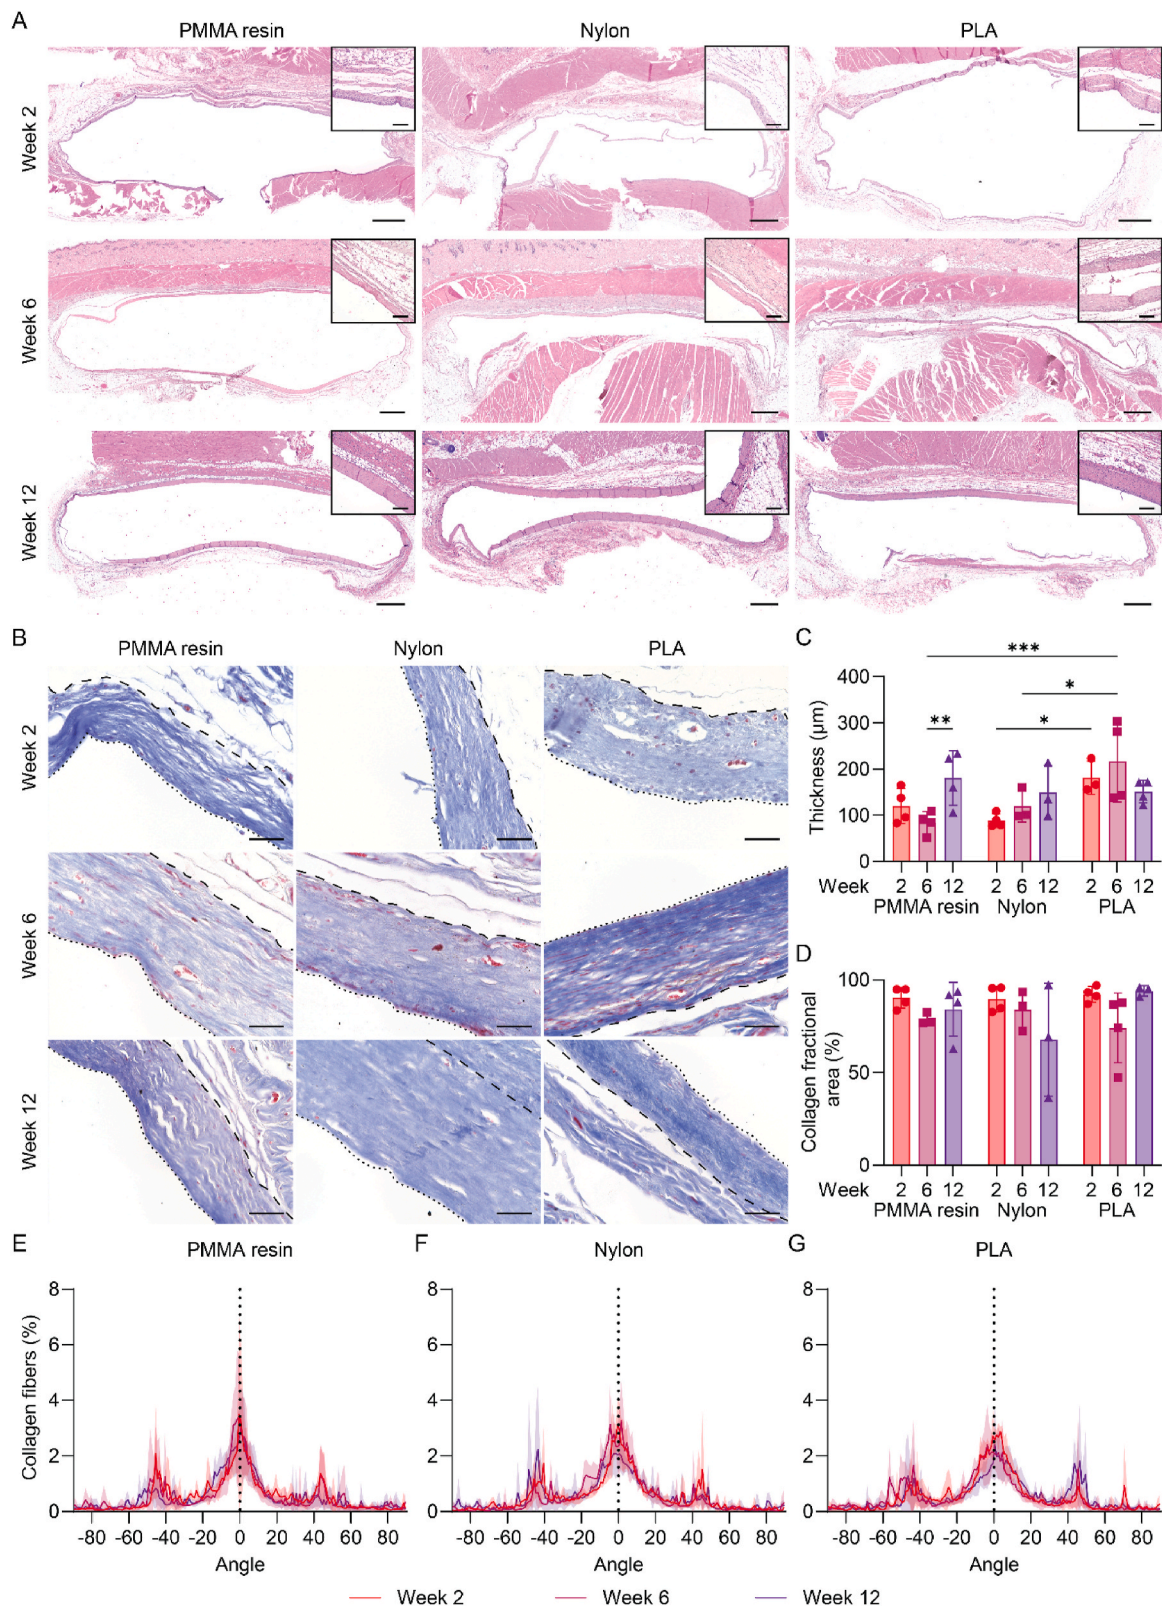 A
PMMA resin Nylon PLA
Week 2
Week 6
Week 12
B
PMMA resin Nylon PLA
Week 2
Week 6
Week 12
C
***
*
** *
400
300
200
100
0
Thickness (µm)
Week 2 6 12 2 6 12 2 6 12
PMMA resin Nylon PLA
D
100
50
0
Collagen fractional
area (%)
Week 2 6 12 2 6 12 2 6 12
PMMA resin Nylon PLA
E PMMA resin
8
6
4
2
0
Collagen fibers (%)
-80 -60 -40 -20 0 20 40 60 80
Angle
F Nylon
8
6
4
2
0
-80 -60 -40 -20 0 20 40 60 80
Angle
G PLA
8
6
4
2
0
-80 -60 -40 -20 0 20 40 60 80
Angle
Week 2 Week 6 Week 12